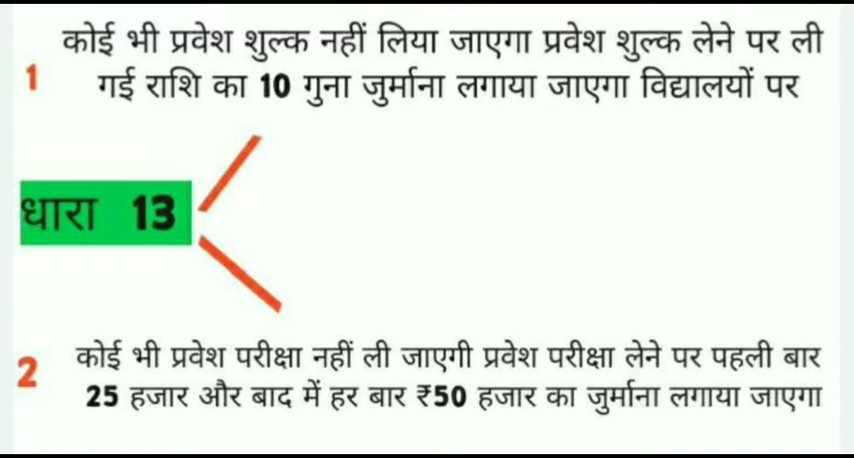 कोई भी प्रवेश शुल्क नहीं लिया जाएगा प्रवेश शुल्क लेने पर ली
1 गई राशि का 10 गुना जुर्माना लगाया जाएगा विद्यालयों पर
धारा 13
कोई भी प्रवेश परीक्षा नहीं ली जाएगी प्रवेश परीक्षा लेने पर पहली बार
2 25 हजार और बाद में हर बार ₹50 हजार का जुर्माना लगाया जाएगा